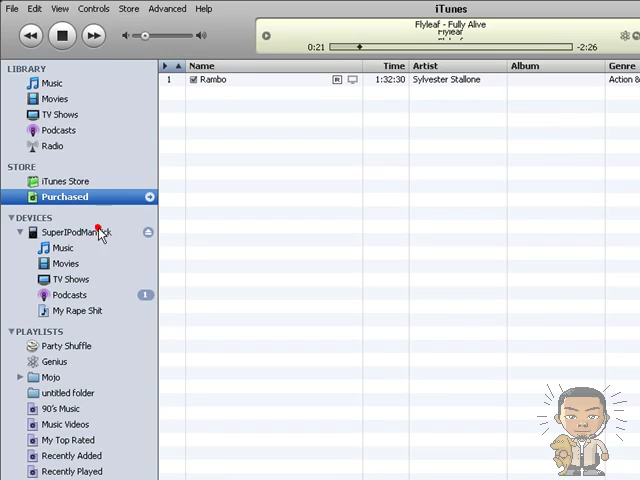 File Edit View Controls Store Advanced Help
iTunes
Flyleaf - Fully Alive
Flyleaf
0:21
-2:26
LIBRARY
Music
Movies
TV Shows
Podcasts
Radio
STORE
iTunes Store
Purchased
DEVICES
Music
Movies
TV Shows
Podcasts 1
My Rape Shit
PLAYLISTS
Party Shuffle
Genius
Mojo
untitled folder
90's Music
Music Videos
My Top Rated
Recently Added
Recently Played
Name Time Artist Album Genre
1 Rambo R 1:32:30 Sylvester Stallone Action &